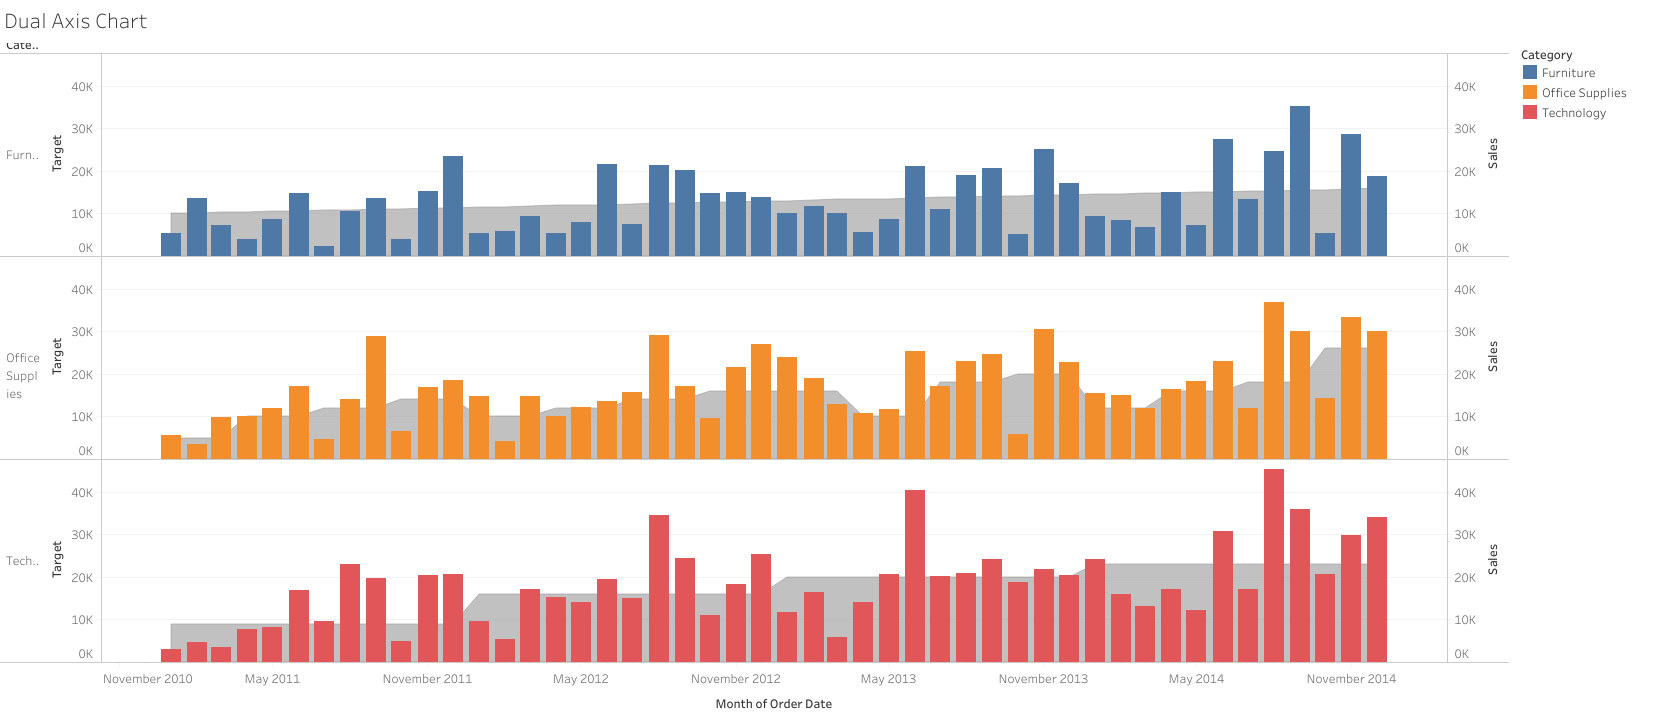 Dual Axis Chart
Cate..
Category
Furniture
Office Supplies
Technology
Furn..
Target
40K
30K
20K
10K
0K
40K
30K
20K
10K
0K
Sales
Office
Suppl
ies
Target
40K
30K
20K
10K
0K
40K
30K
20K
10K
0K
Sales
Tech..
Target
40K
30K
20K
10K
0K
40K
30K
20K
10K
0K
Sales
November 2010 May 2011 November 2011 May 2012 November 2012 May 2013 November 2013 May 2014 November 2014
Month of Order Date